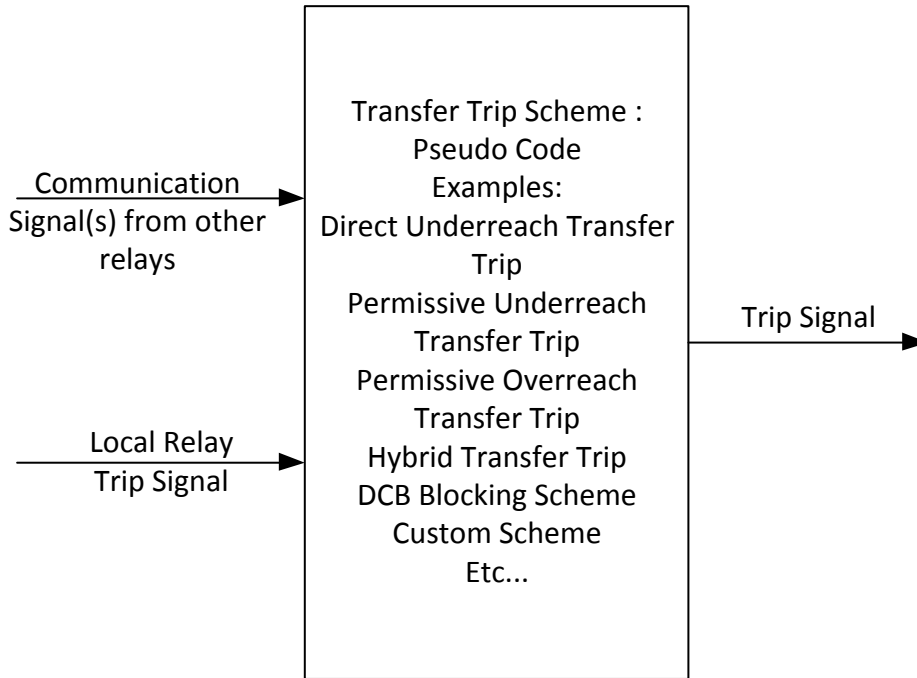 Communication
Signal(s) from other
relays
Local Relay
Trip Signal
Transfer Trip Scheme :
Pseudo Code
Examples:
Direct Underreach Transfer
Trip
Permissive Underreach
Transfer Trip
Permissive Overreach
Transfer Trip
Hybrid Transfer Trip
DCB Blocking Scheme
Custom Scheme
Etc...
Trip Signal